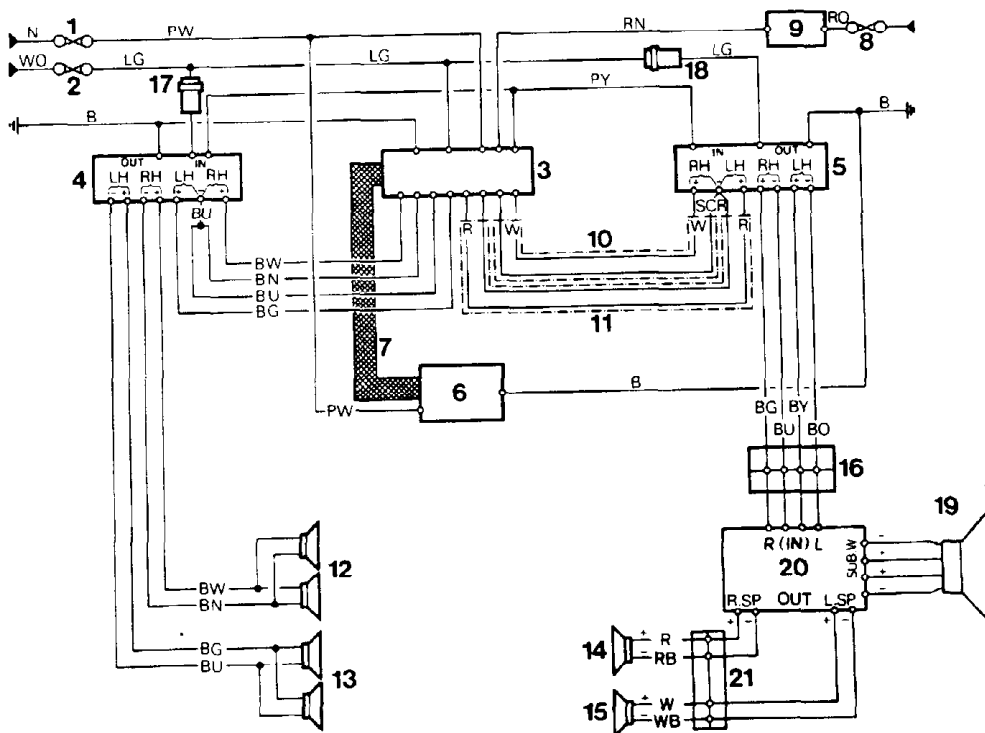 1
N
PW
RN
9
RO
8
WO
2
LG
17
LG
18
LG
B
PY
B
4
OUT IN
LH RH LH RH
- + - + + - +
BU
3
IN OUT
RH LH RH LH
+ - + + - + -
5
SCR
W R
R W
10
BW
BN
BU
BG
11
7
6
PW
B
BG BY
BU BO
16
19
R (IN) L
20
SUB.W
- + + -
R.SP OUT L.SP
+ - + -
BW
BN
12
BG
BU
13
14
+ R
- RB
21
15
+ W
- WB